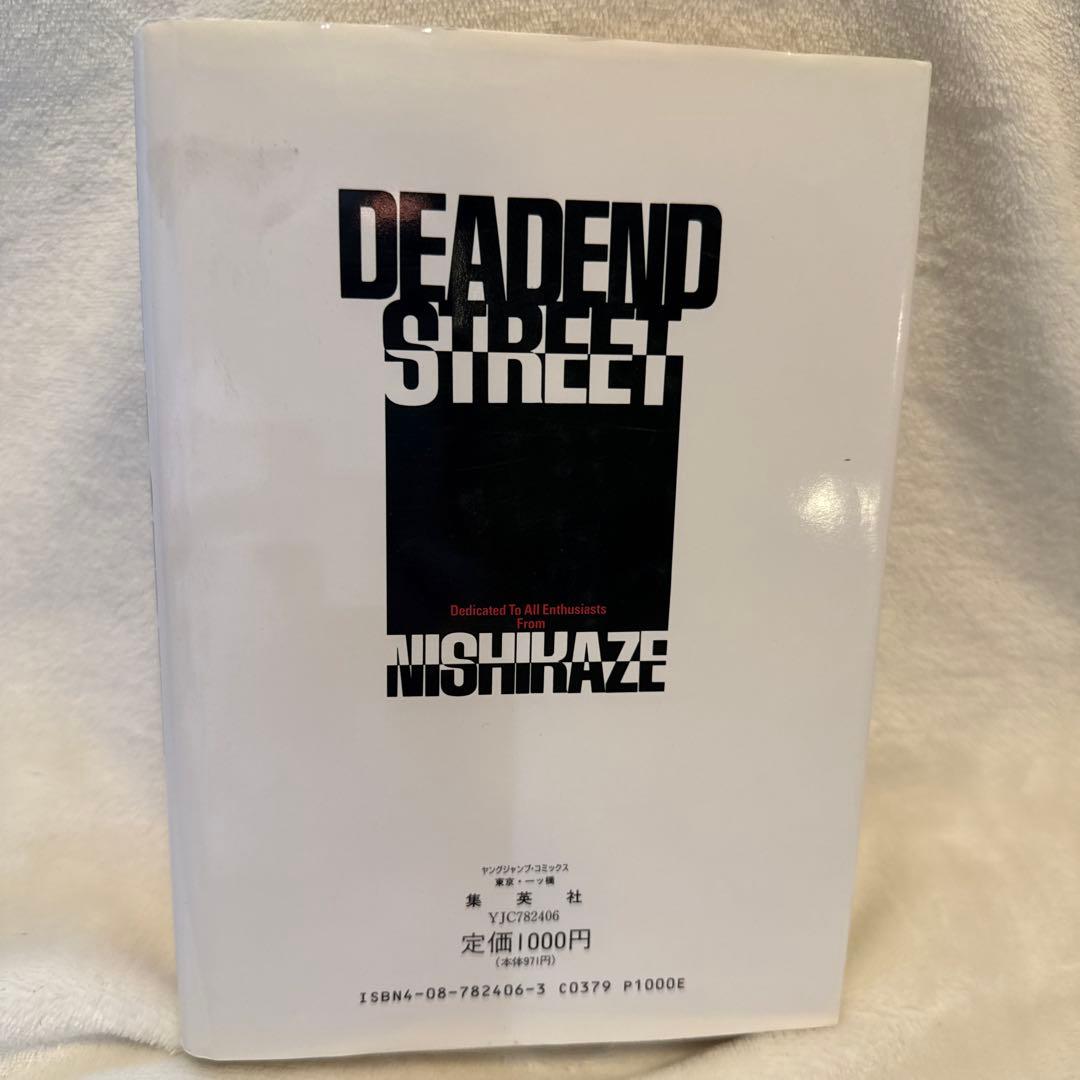 DEADEND
STREET
Dedicated To All Enthusiasts
From
NISHIKAZE
ヤングジャンプ・コミックス
東京・一ツ橋
集英社
YJC782406
定価1000円
(本体971円)
ISBN4-08-782406-3 C0379 P1000E